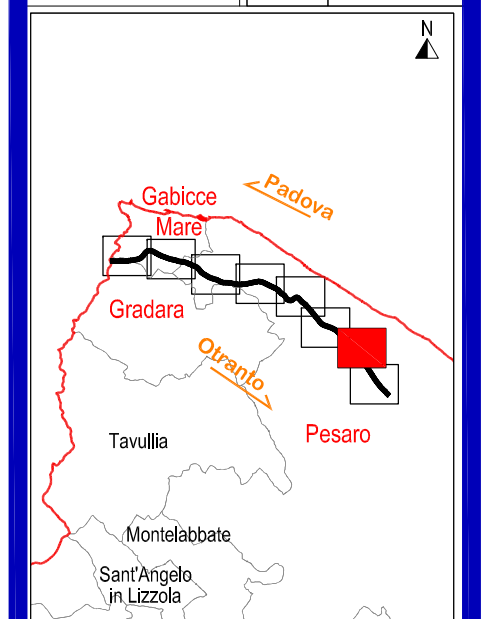 N
Padova
Gabicce
Mare
Gradara
Otranto
Pesaro
Tavullia
Montelabbate
Sant'Angelo
in Lizzola